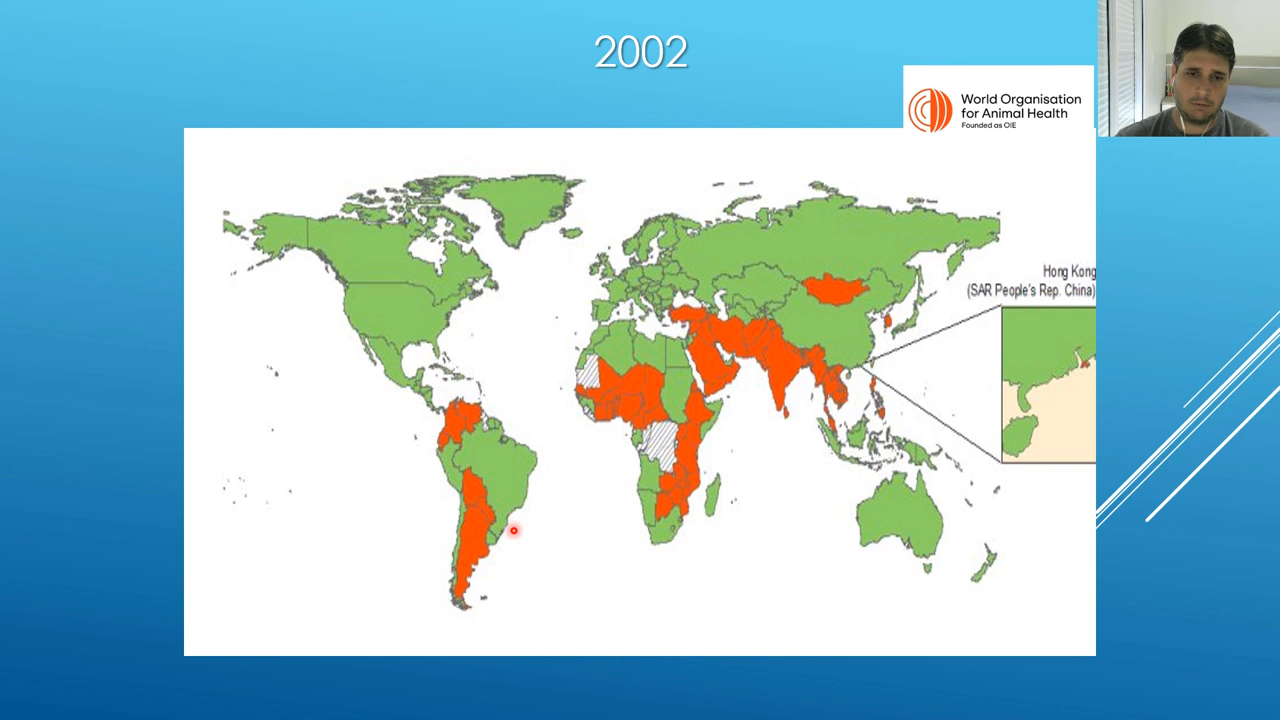 2002
World Organisation
for Animal Health
Founded as OIE
Hong Kong
(SAR People's Rep. China)